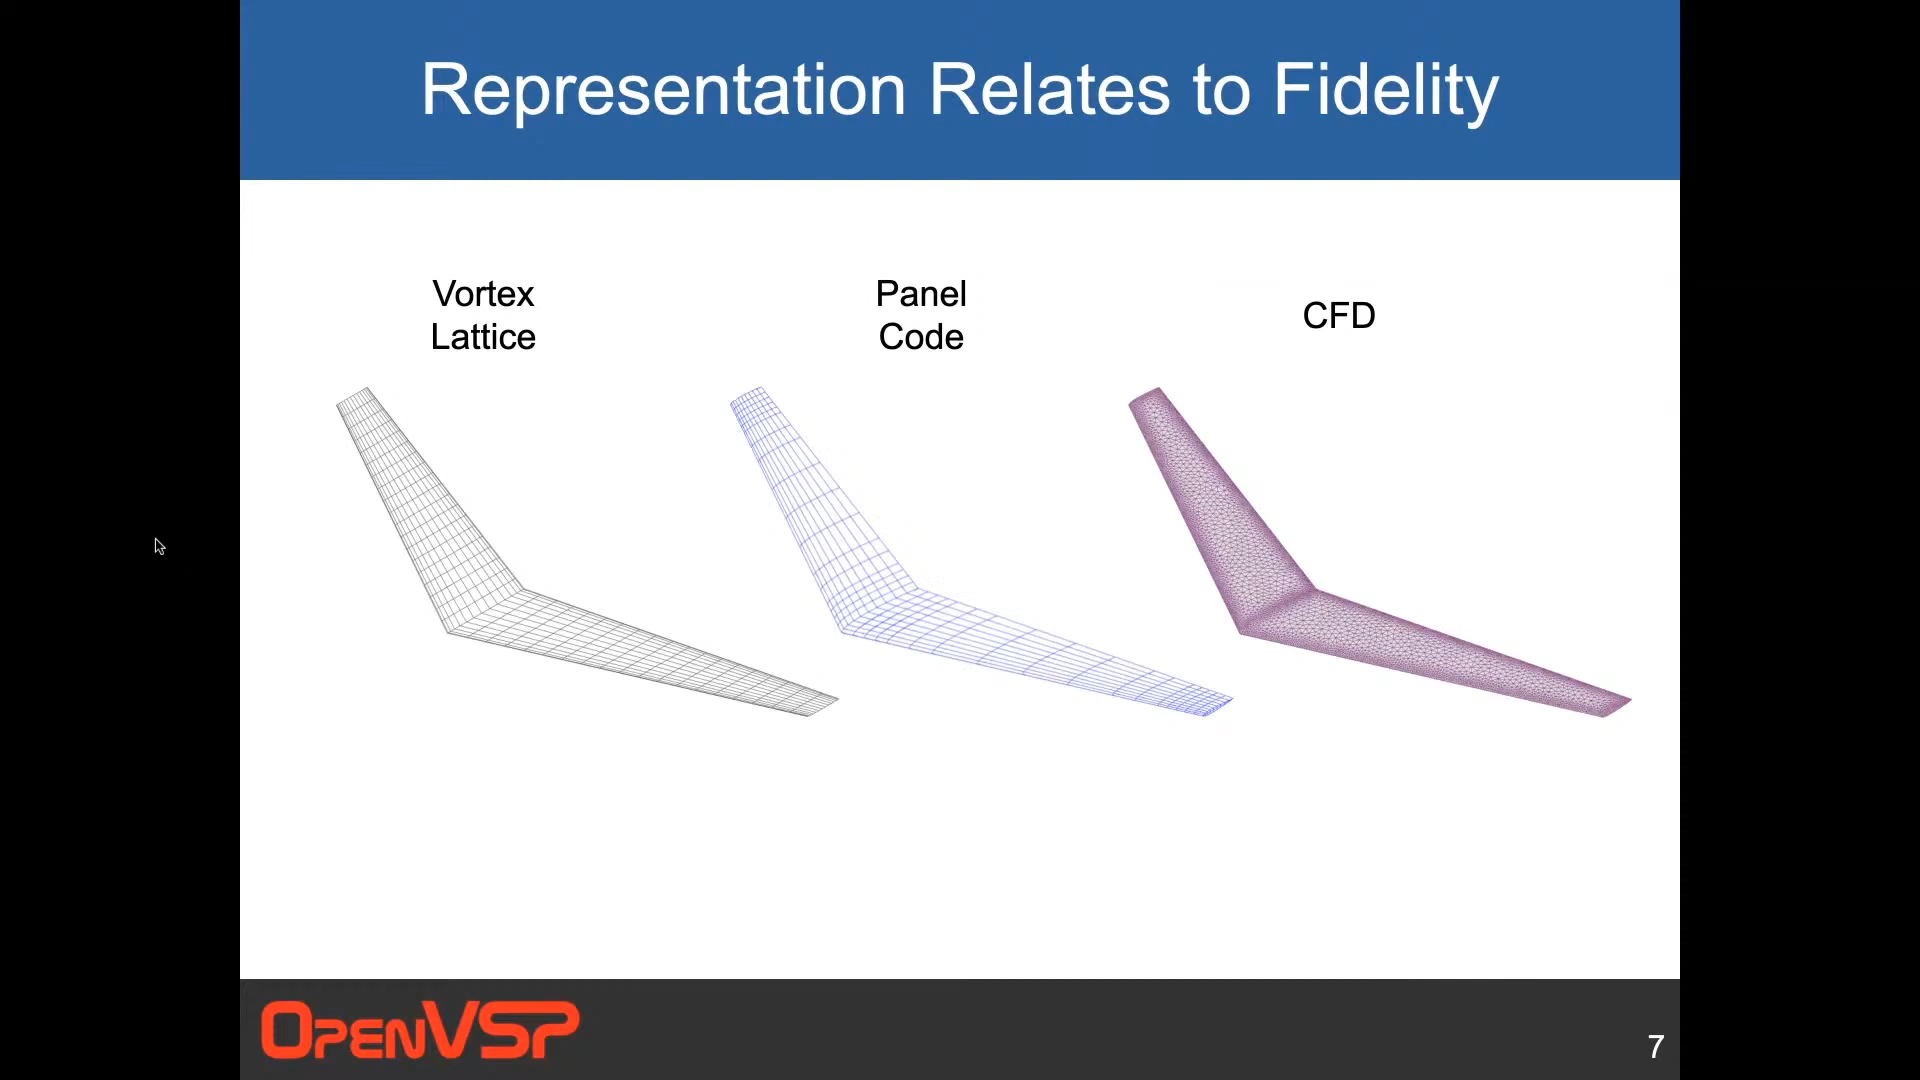 Representation Relates to Fidelity
Vortex
Lattice
Panel
Code
CFD
OpenVSP
7